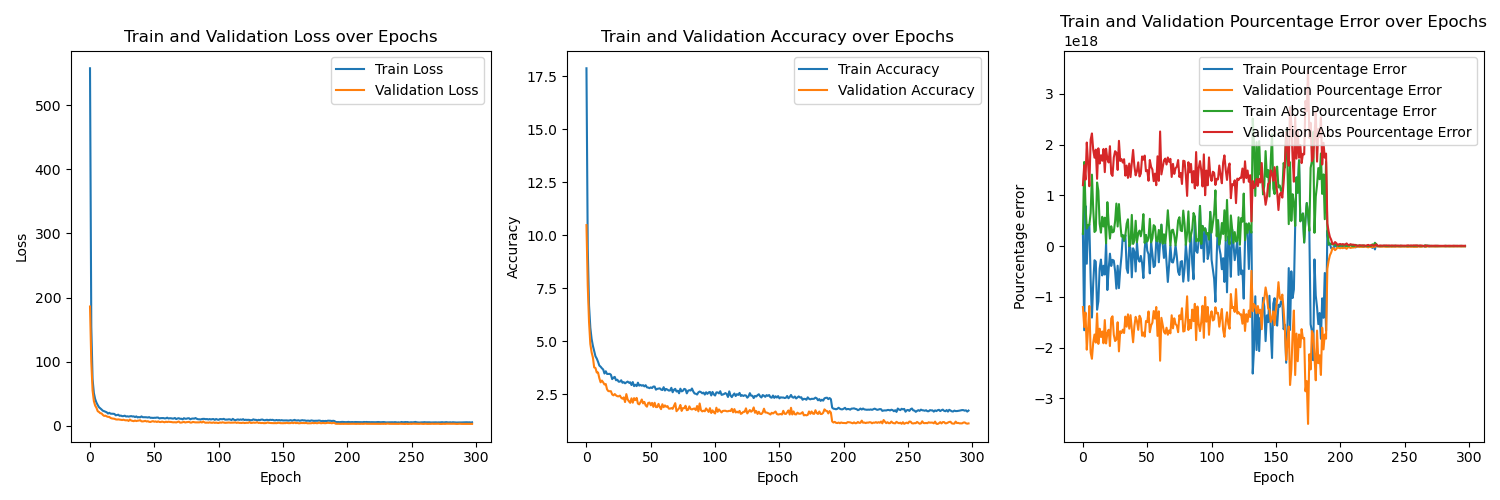 Train and Validation Loss over Epochs
Train Loss
Validation Loss
500
400
300
200
100
0
Loss
0 50 100 150 200 250 300
Epoch
Train and Validation Accuracy over Epochs
Train Accuracy
Validation Accuracy
17.5
15.0
12.5
10.0
7.5
5.0
2.5
Accuracy
0 50 100 150 200 250 300
Epoch
Train and Validation Pourcentage Error over Epochs
1e18
Train Pourcentage Error
Validation Pourcentage Error
Train Abs Pourcentage Error
Validation Abs Pourcentage Error
3
2
1
0
−1
−2
−3
Pourcentage error
0 50 100 150 200 250 300
Epoch